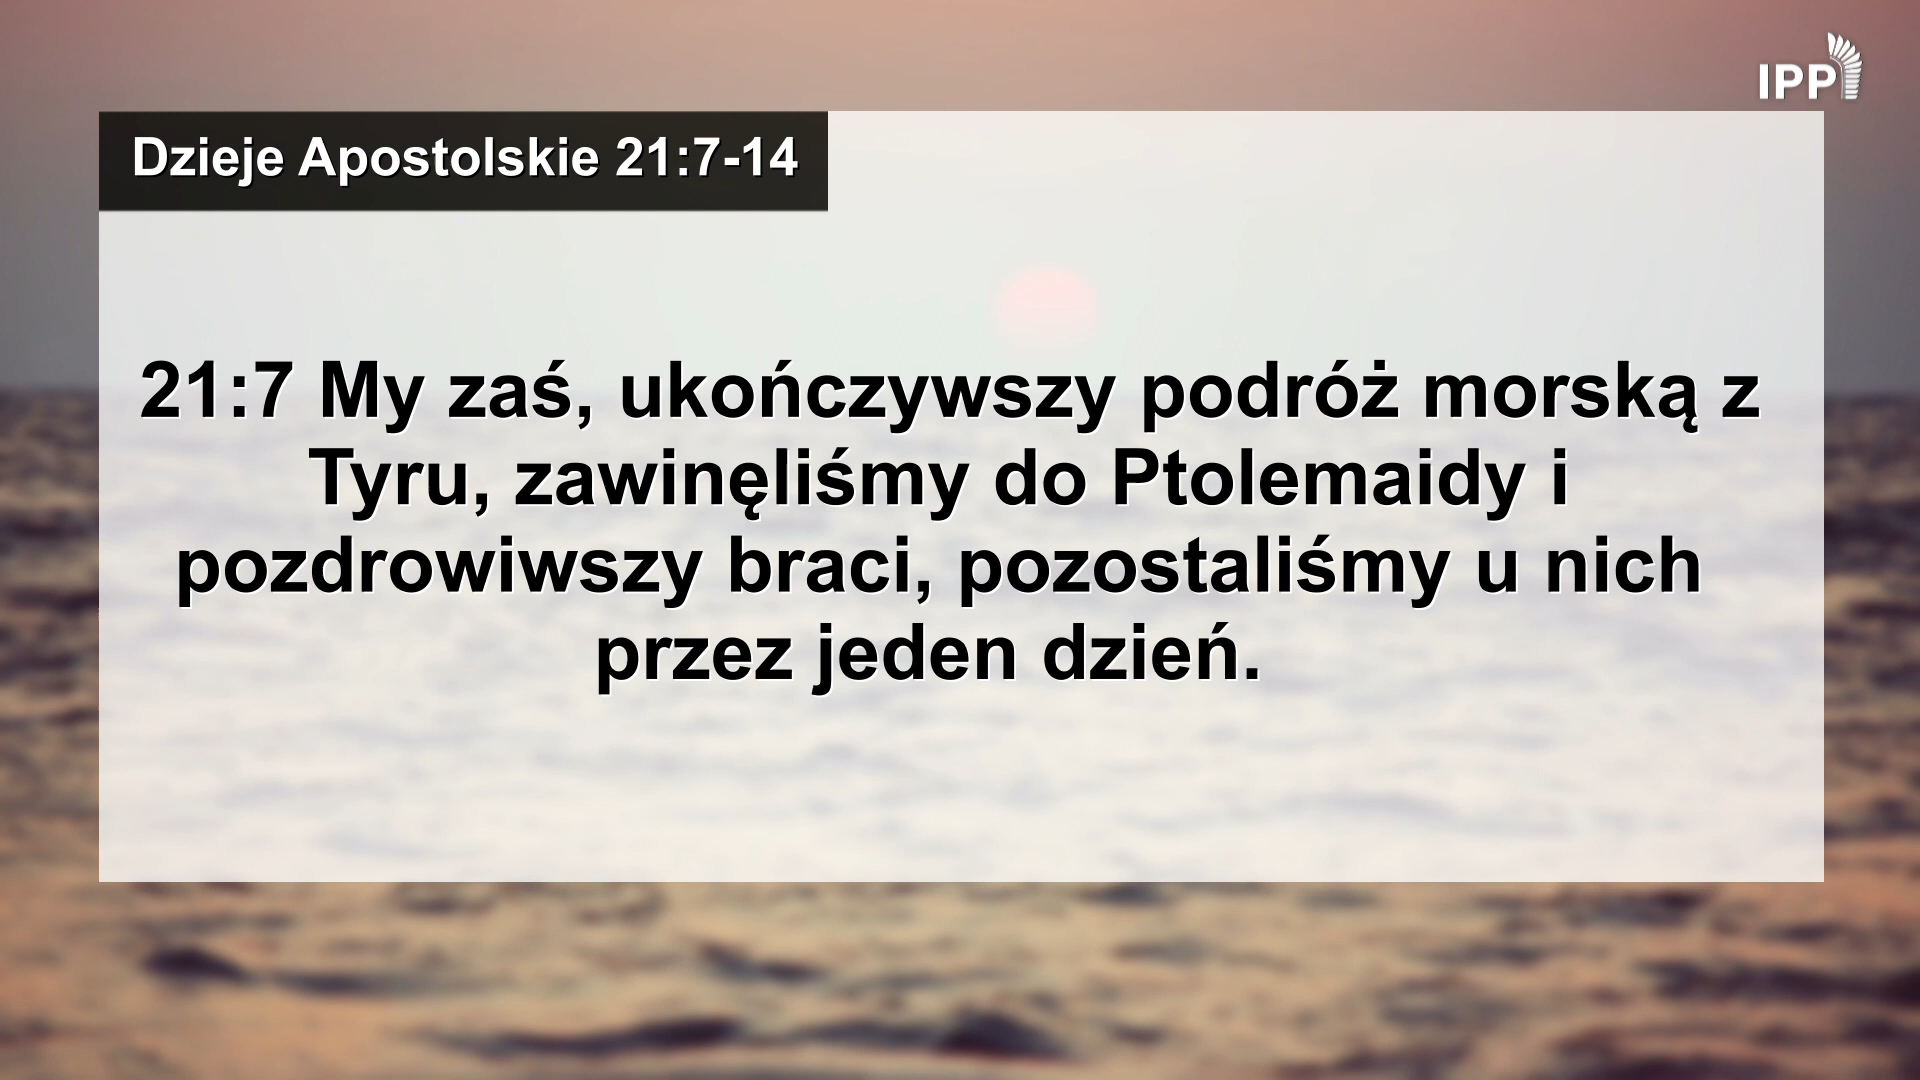 IPP
Dzieje Apostolskie 21:7-14
21:7 My zaś, ukończywszy podróż morską z
Tyru, zawinęliśmy do Ptolemaidy i
pozdrowiwszy braci, pozostaliśmy u nich
przez jeden dzień.